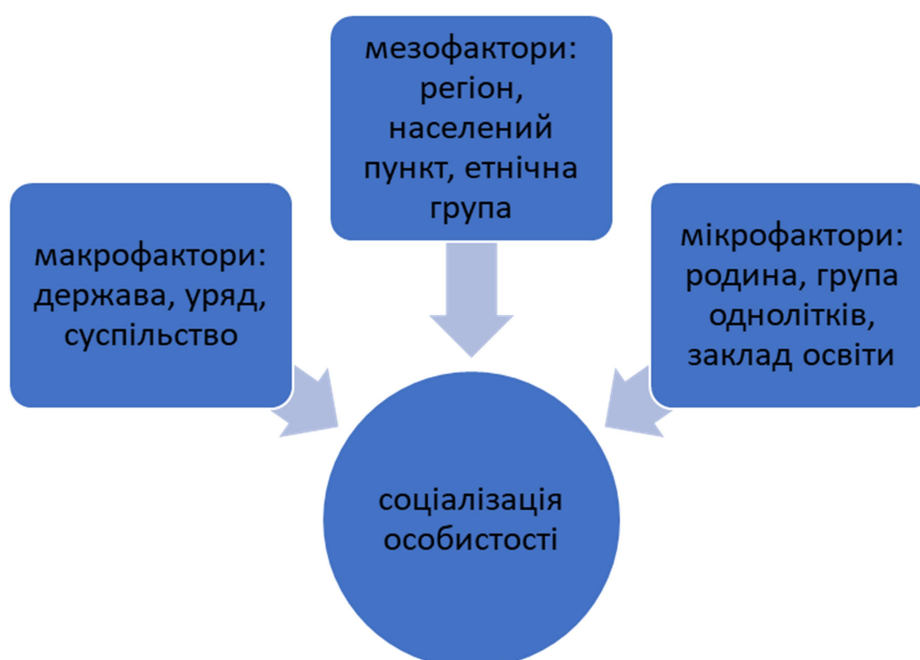 мезофактори:
регіон,
населений
пункт, етнічна
група
макрофактори:
держава, уряд,
суспільство
мікрофактори:
родина, група
однолітків,
заклад освіти
соціалізація
особистості